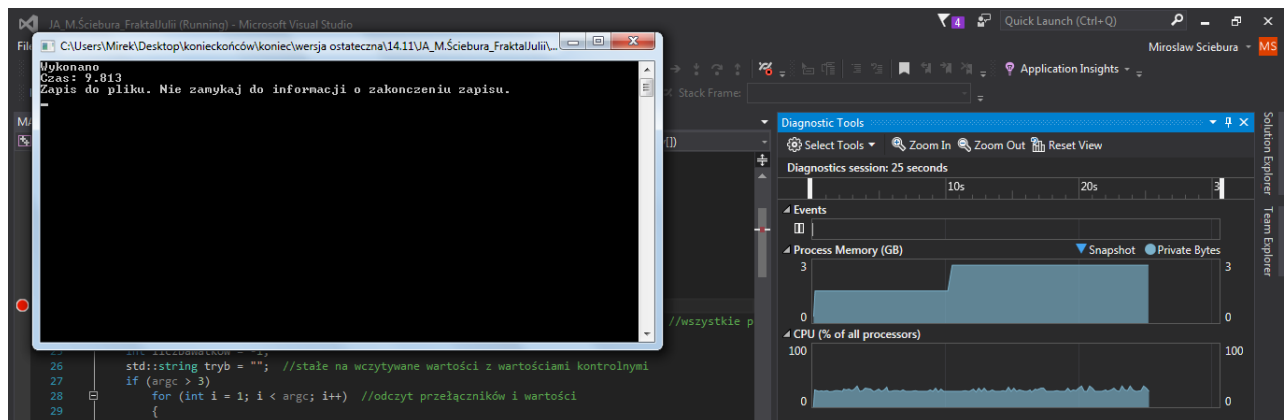 JA_M.Ściebura_FraktalJulii (Running) - Microsoft Visual Studio
4
Quick Launch (Ctrl+Q)
C:\Users\Mirek\Desktop\konieckońców\koniec\wersja ostateczna\14.11\JA_M.Ściebura_FraktalJulii\...
Miroslaw Sciebura
MS
Wykonano
Czas: 9.813
Zapis do pliku. Nie zamykaj do informacji o zakonczeniu zapisu.
Application Insights
Stack Frame:
Diagnostic Tools
Select Tools
Zoom In
Zoom Out
Reset View
Diagnostics session: 25 seconds
10s
20s
Events
Process Memory (GB)
Snapshot
Private Bytes
3
3
0
0
CPU (% of all processors)
100
100
0
0
Solution Explorer
Team Explorer
//wszystkie p
26 std::string tryb = ""; //stałe na wczytywane wartości z wartościami kontrolnymi
27 if (argc > 3)
28 for (int i = 1; i < argc; i++) //odczyt przełączników i wartości
29 {